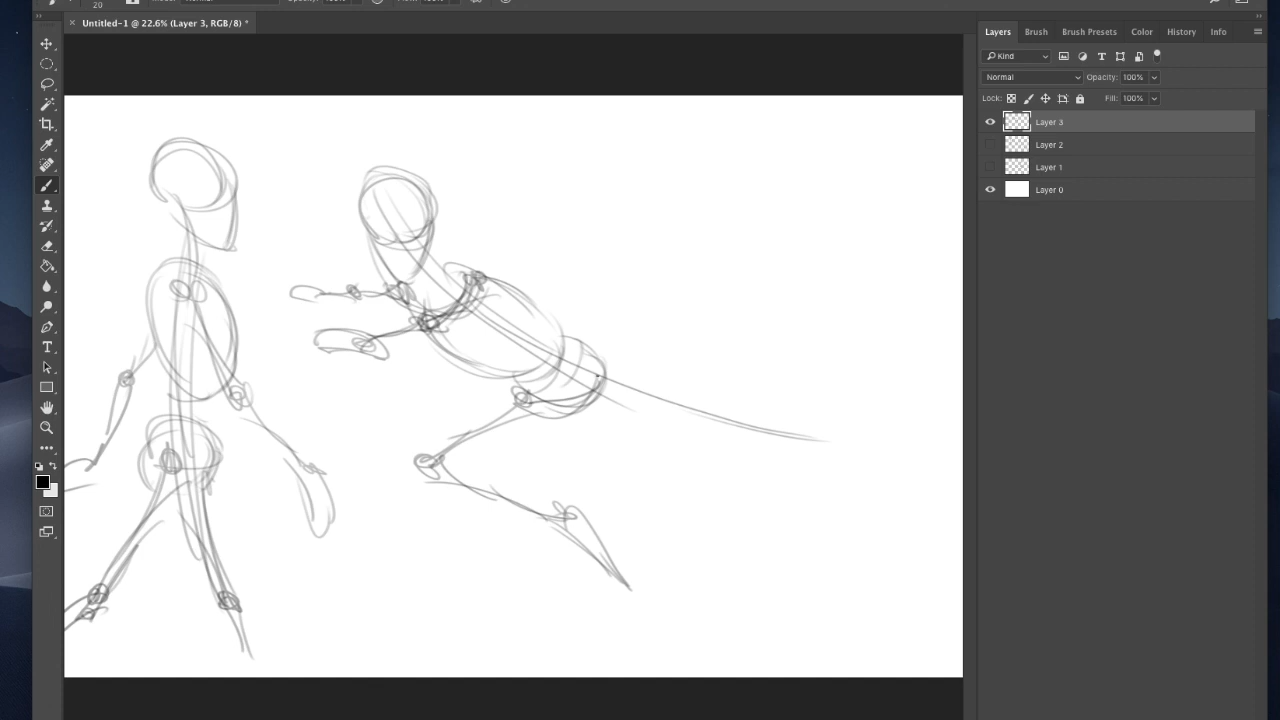 20
Untitled-1 @ 22.6% (Layer 3, RGB/8) *
Layers Brush Brush Presets Color History Info
Kind
Normal Opacity: 100%
Lock: Fill: 100%
Layer 3
Layer 2
Layer 1
Layer 0
T